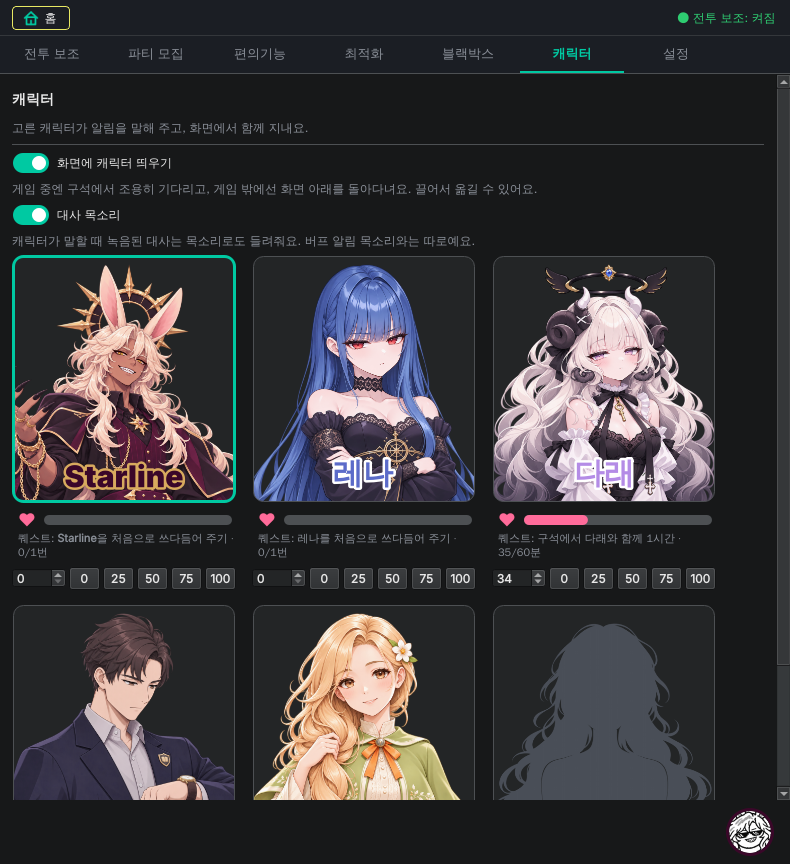 홈
전투 보조: 켜짐
전투 보조 파티 모집 편의기능 최적화 블랙박스 캐릭터 설정
캐릭터
고른 캐릭터가 알림을 말해 주고, 화면에서 함께 지내요.
화면에 캐릭터 띄우기
게임 중엔 구석에서 조용히 기다리고, 게임 밖에선 화면 아래를 돌아다녀요. 끌어서 옮길 수 있어요.
대사 목소리
캐릭터가 말할 때 녹음된 대사는 목소리로도 들려줘요. 버프 알림 목소리와는 따로예요.
Starline
레나
다래
퀘스트: Starline을 처음으로 쓰다듬어 주기 ·
0/1번
퀘스트: 레나를 처음으로 쓰다듬어 주기 ·
0/1번
퀘스트: 구석에서 다래와 함께 1시간 ·
35/60분
0 0 25 50 75 100
0 0 25 50 75 100
34 0 25 50 75 100